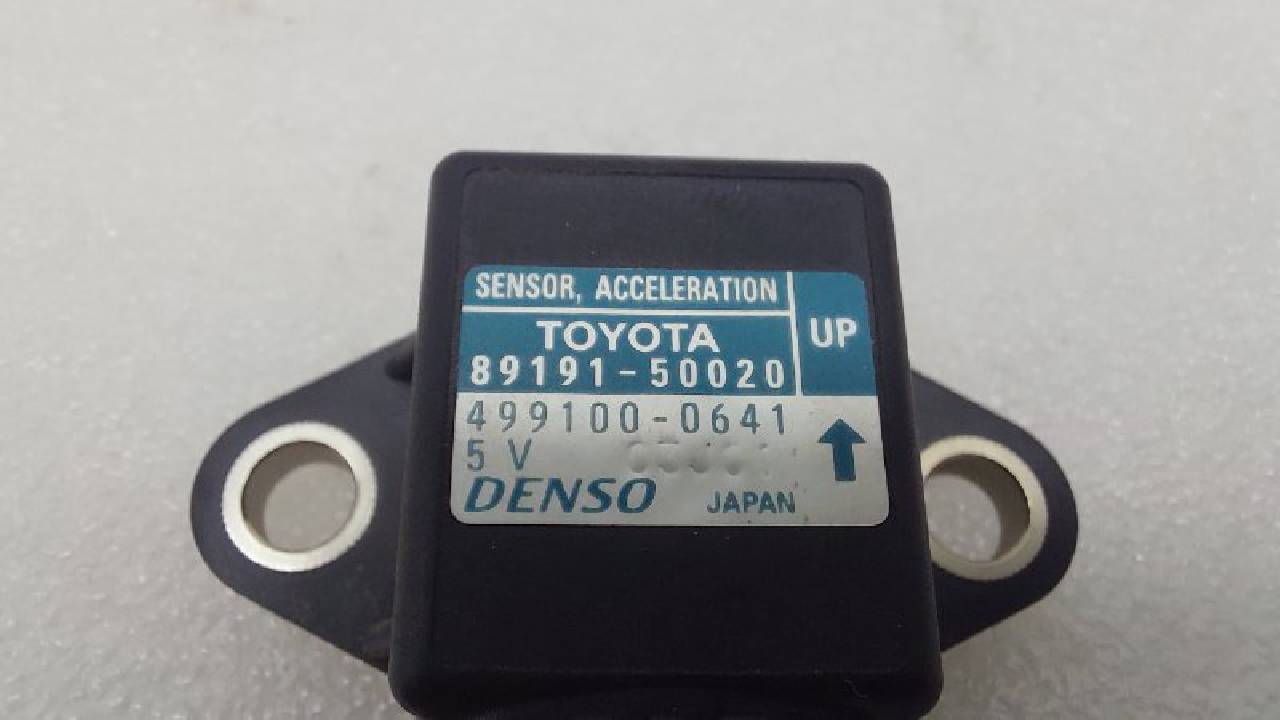 SENSOR, ACCELERATION
UP
TOYOTA
89191-50020
499100-0641
5 V
DENSO JAPAN